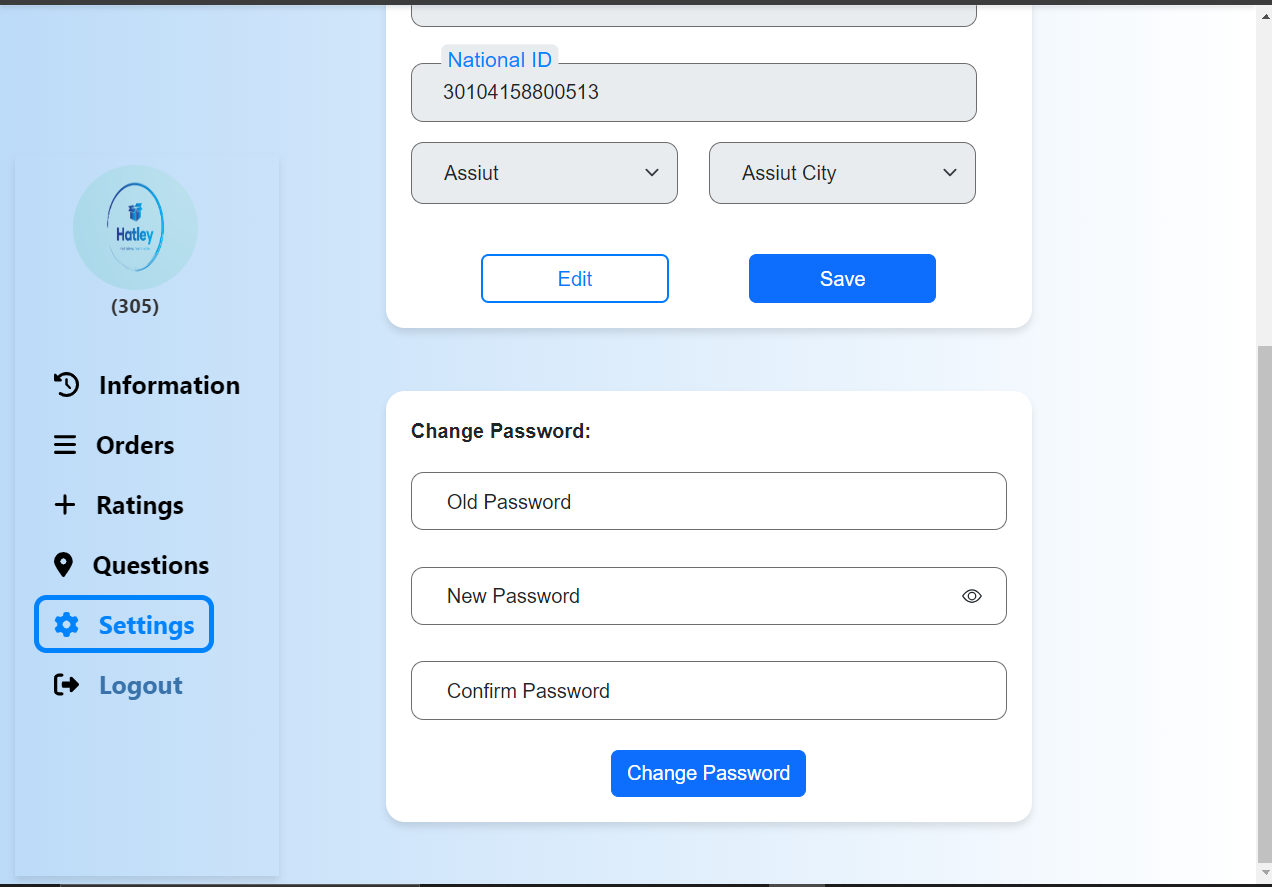 National ID
30104158800513
Assiut
Assiut City
Edit
Save
Hatley
(305)
Information
Orders
Ratings
Questions
Settings
Logout
Change Password:
Old Password
New Password
Confirm Password
Change Password